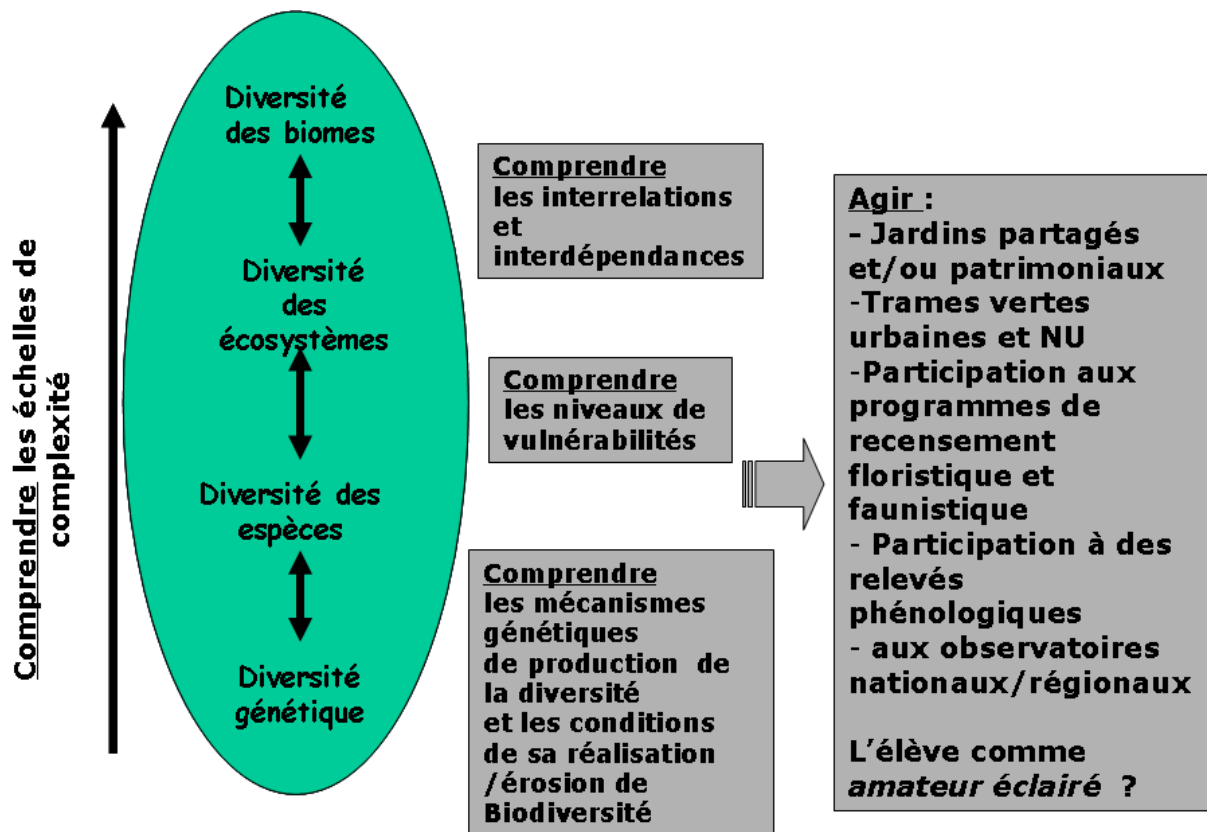 Comprendre les échelles de
complexité
Diversité
des biomes
Diversité
des
écosystèmes
Diversité des
espèces
Diversité
génétique
Comprendre
les interrelations
et
interdépendances
Comprendre
les niveaux de
vulnérabilités
Comprendre
les mécanismes
génétiques
de production de
la diversité
et les conditions
de sa réalisation
/érosion de
Biodiversité
Agir :
- Jardins partagés
et/ou patrimoniaux
-Trames vertes
urbaines et NU
-Participation aux
programmes de
recensement
floristique et
faunistique
- Participation à des
relevés
phénologiques
- aux observatoires
nationaux/régionaux
L'élève comme
amateur éclairé ?